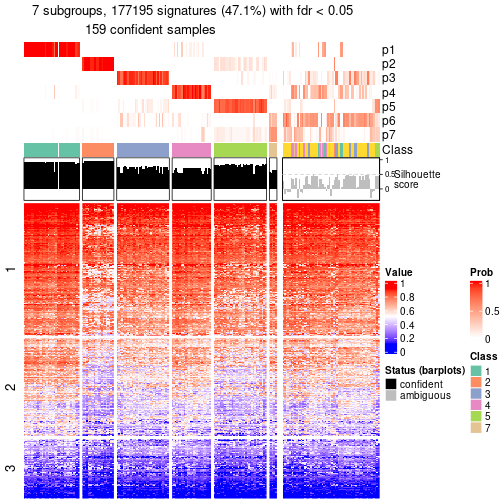 7 subgroups, 177195 signatures (47.1%) with fdr < 0.05
159 confident samples
p1
p2
p3
p4
p5
p6
p7
Class
1
0.5
0
Silhouette
score
1
2
3
Value
1
0.8
0.6
0.4
0.2
0
Prob
1
0.5
0
Status (barplots)
confident
ambiguous
Class
1
2
3
4
5
7